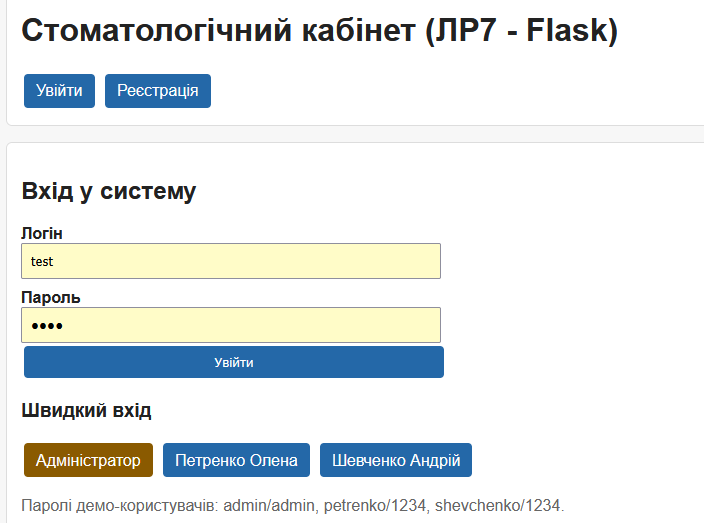 Стоматологічний кабінет (ЛР7 - Flask)
Увійти Реєстрація
Вхід у систему
Логін
test
Пароль
••••
Увійти
Швидкий вхід
Адміністратор Петренко Олена Шевченко Андрій
Паролі демо-користувачів: admin/admin, petrenko/1234, shevchenko/1234.